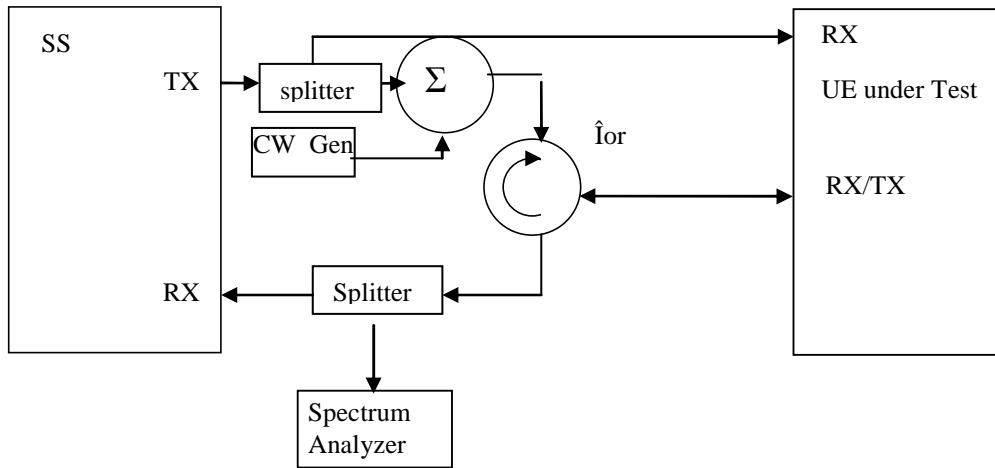 SS
RX
TX
splitter
Σ
UE under Test
CW Gen
Îor
RX/TX
RX
Splitter
Spectrum
Analyzer